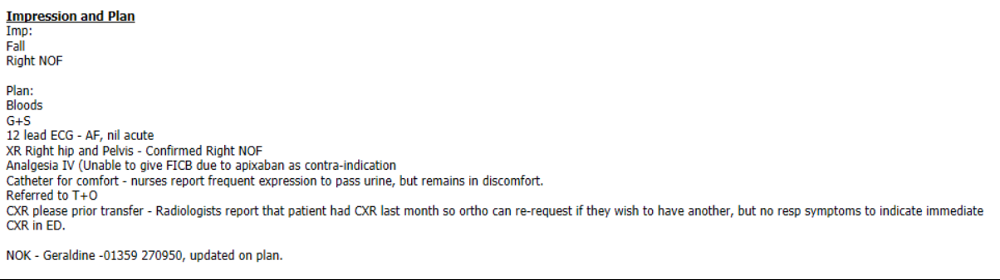 Impression and Plan
Imp:
Fall
Right NOF
Plan:
Bloods
G+S
12 lead ECG - AF, nil acute
XR Right hip and Pelvis - Confirmed Right NOF
Analgesia IV (Unable to give FICB due to apixaban as contra-indication
Catheter for comfort - nurses report frequent expression to pass urine, but remains in discomfort.
Referred to T+O
CXR please prior transfer - Radiologists report that patient had CXR last month so ortho can re-request if they wish to have another, but no resp symptoms to indicate immediate
CXR in ED.
NOK - Geraldine -01359 270950, updated on plan.